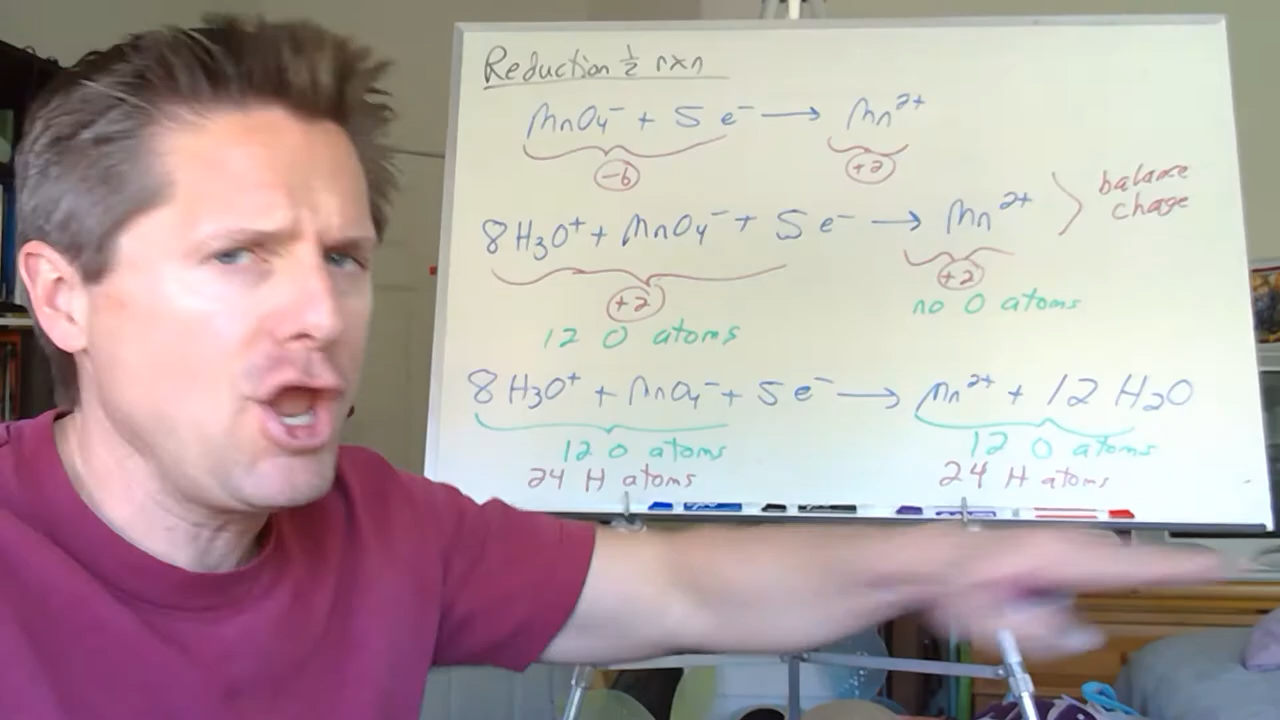 Reduction ½ rxn
MnO₄⁻ + 5 e⁻ → Mn²⁺
-6 +2
8 H₃O⁺ + MnO₄⁻ + 5 e⁻ → Mn²⁺
balance
charge
+2 +2
12 O atoms no O atoms
8 H₃O⁺ + MnO₄⁻ + 5 e⁻ → Mn²⁺ + 12 H₂O
12 O atoms 12 O atoms
24 H atoms 24 H atoms